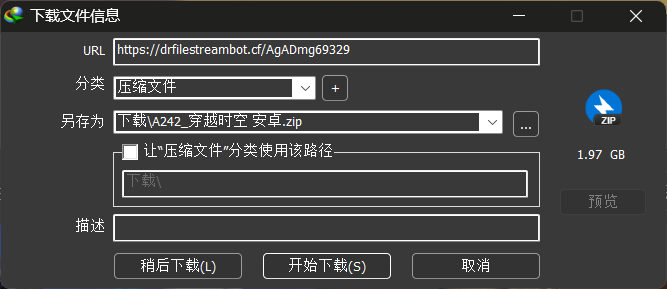 下载文件信息
URL https://drfilestreambot.cf/AgADmg69329
分类 压缩文件 +
另存为 下载\A242_穿越时空 安卓.zip ...
ZIP
1.97 GB
让“压缩文件”分类使用该路径
下载\
预览
描述
稍后下载(L) 开始下载(S) 取消